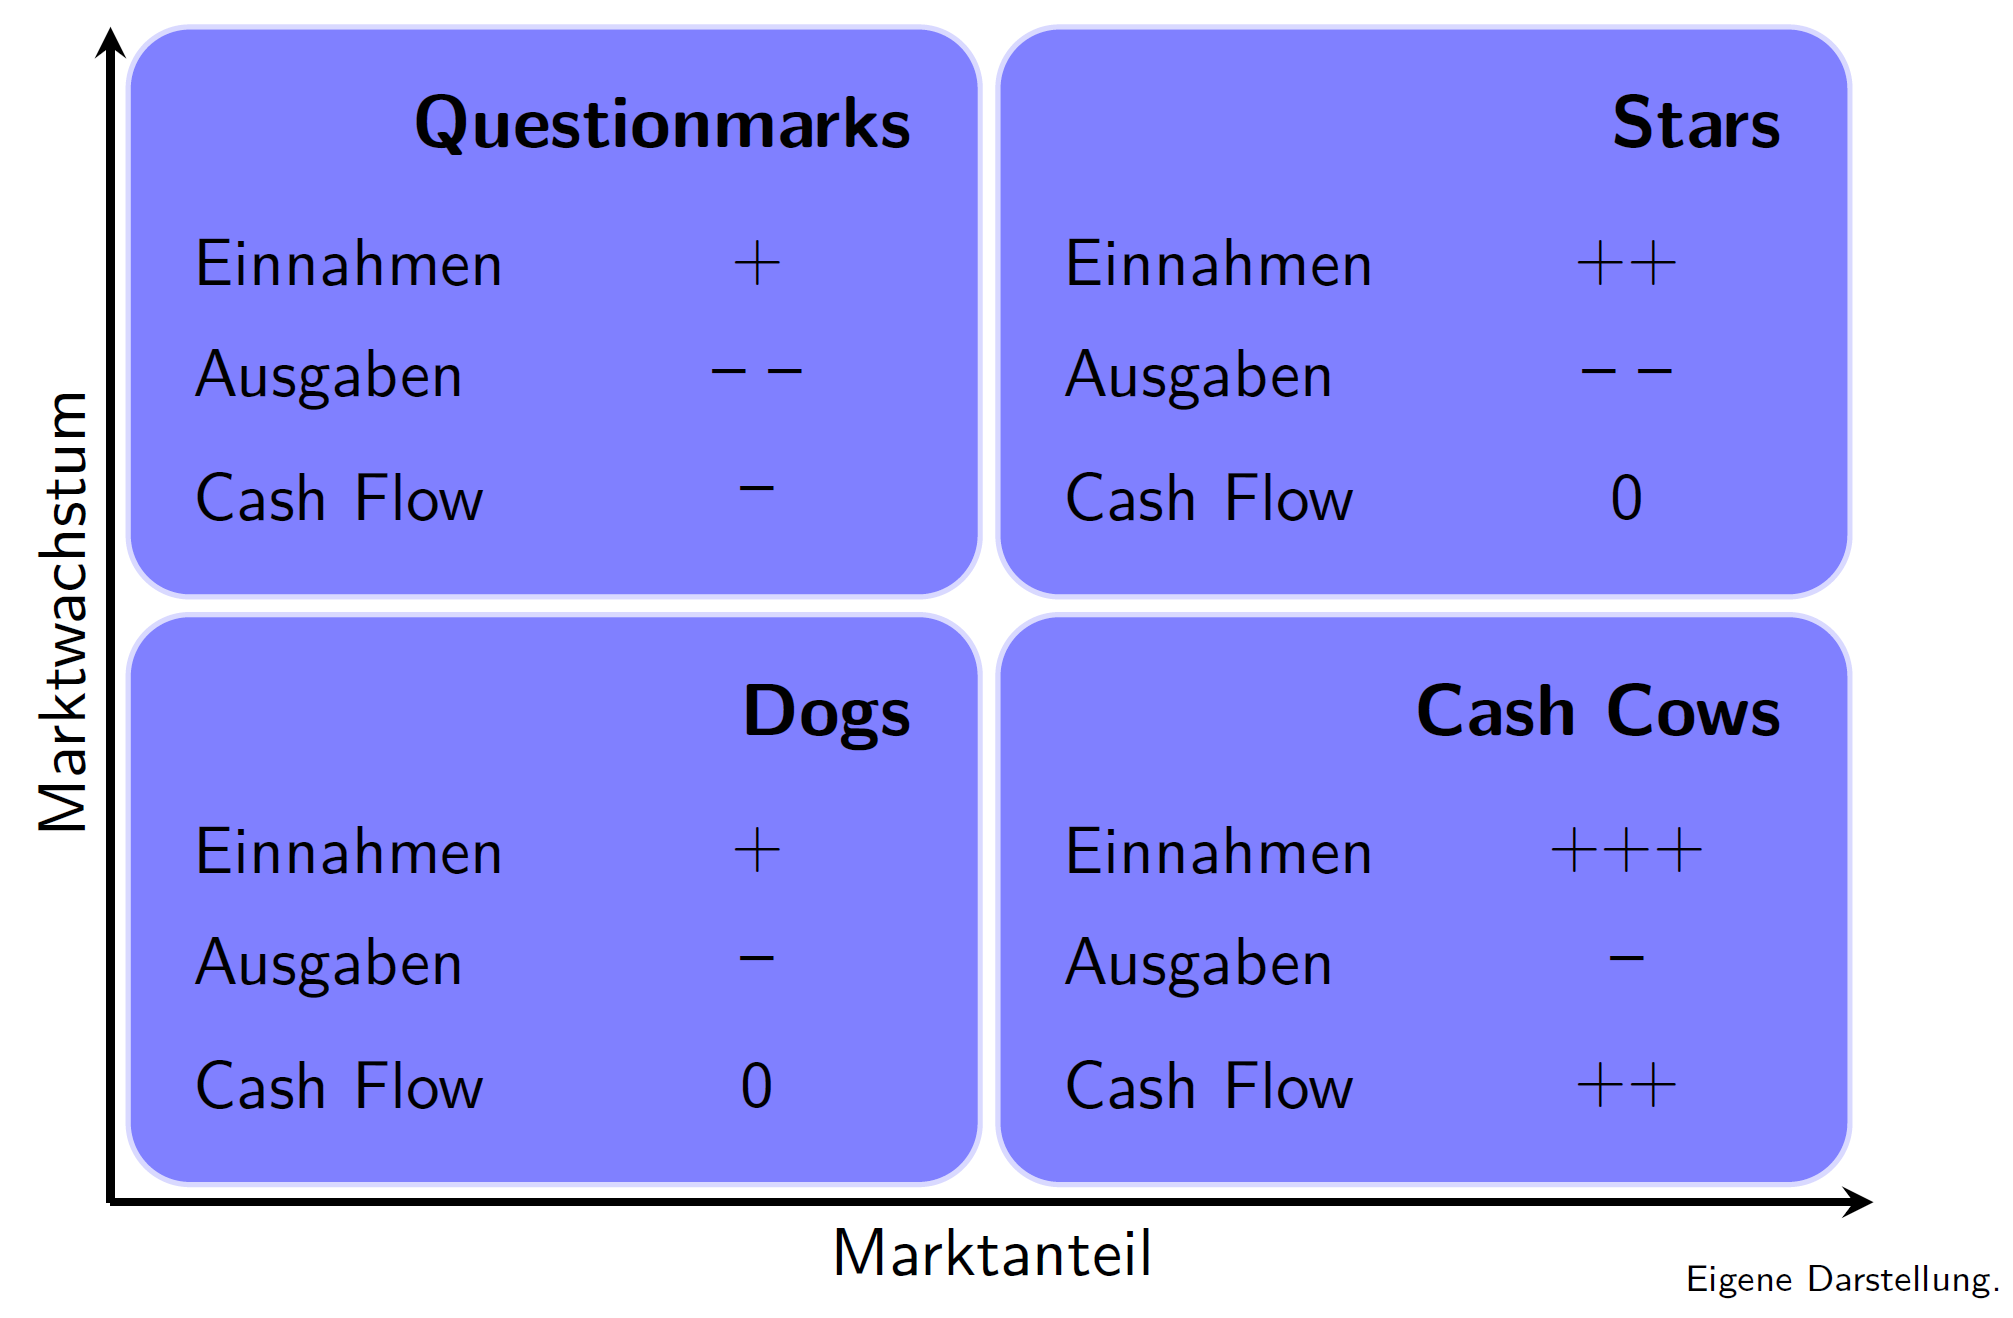 Marktwachstum
Questionmarks
Einnahmen +
Ausgaben – –
Cash Flow –
Stars
Einnahmen ++
Ausgaben – –
Cash Flow 0
Dogs
Einnahmen +
Ausgaben –
Cash Flow 0
Cash Cows
Einnahmen +++
Ausgaben –
Cash Flow ++
Marktanteil
Eigene Darstellung.